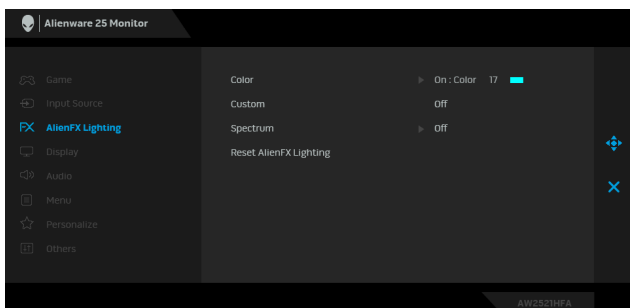 Alienware 25 Monitor
Game
Input Source
FX AlienFX Lighting
Display
Audio
Menu
Personalize
Others
Color On : Color 17
Custom Off
Spectrum Off
Reset AlienFX Lighting
AW2521HFA